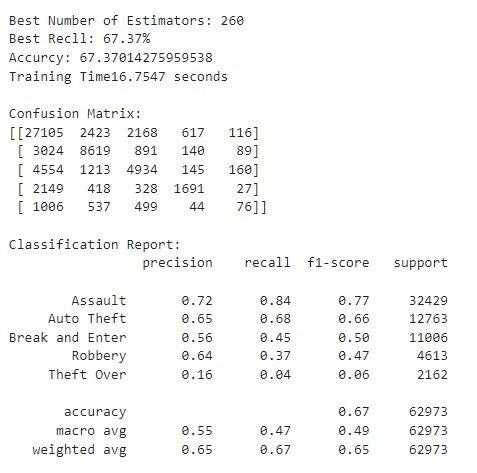 Best Number of Estimators: 260
Best Recll: 67.37%
Accurcy: 67.37014275959538
Training Time16.7547 seconds
Confusion Matrix:
[[27105 2423 2168 617 116]
[ 3024 8619 891 140 89]
[ 4554 1213 4934 145 160]
[ 2149 418 328 1691 27]
[ 1006 537 499 44 76]]
Classification Report:
precision recall f1-score support
Assault 0.72 0.84 0.77 32429
Auto Theft 0.65 0.68 0.66 12763
Break and Enter 0.56 0.45 0.50 11006
Robbery 0.64 0.37 0.47 4613
Theft Over 0.16 0.04 0.06 2162
accuracy 0.67 62973
macro avg 0.55 0.47 0.49 62973
weighted avg 0.65 0.67 0.65 62973